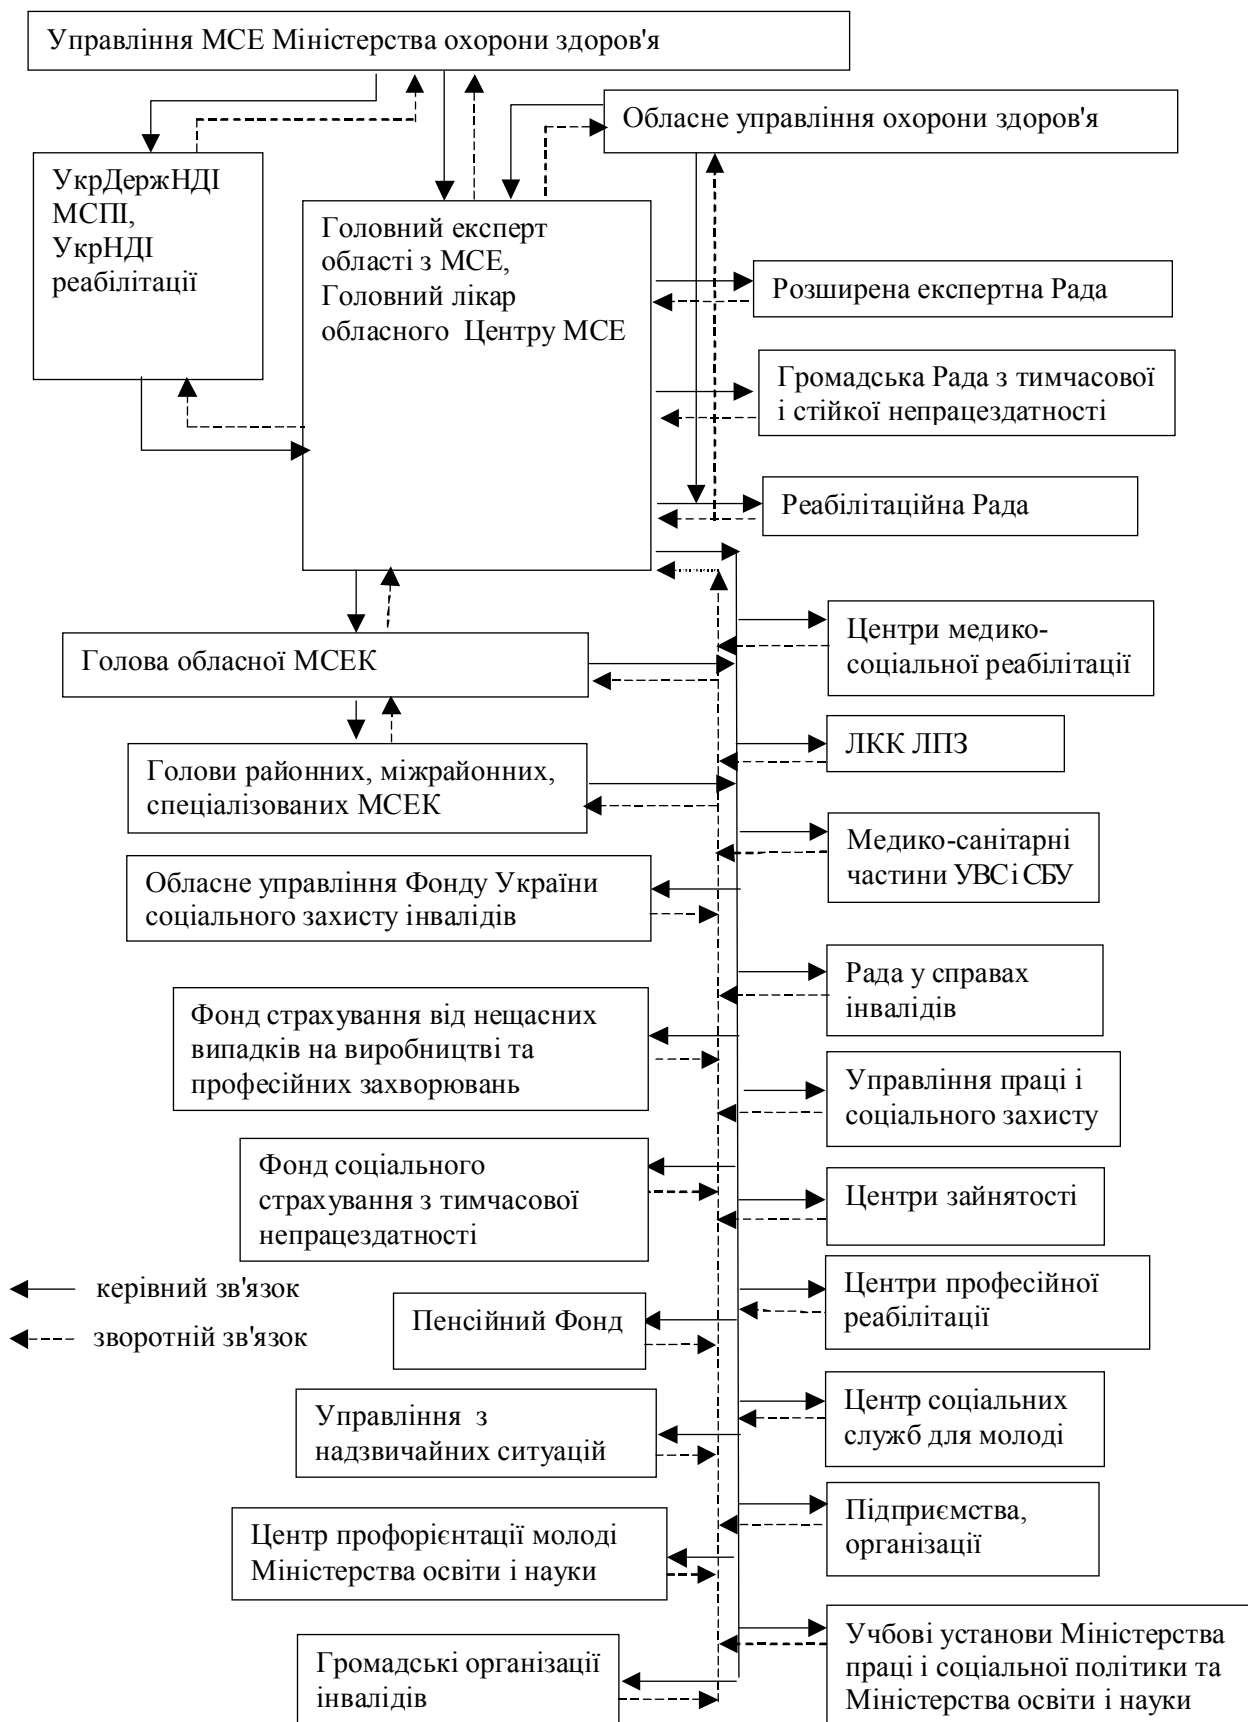 Управління МСЕ Міністерства охорони здоров'я
Обласне управління охорони здоров'я
УкрДержНДІ
МСПІ,
УкрНДІ
реабілітації
Головний експерт
області з МСЕ,
Головний лікар
обласного Центру МСЕ
Розширена експертна Рада
Громадська Рада з тимчасової
і стійкої непрацездатності
Реабілітаційна Рада
Центри медико-
соціальної реабілітації
Голова обласної МСЕК
ЛКК ЛПЗ
Голови районних, міжрайонних,
спеціалізованих МСЕК
Медико-санітарні
частини УВС і СБУ
Обласне управління Фонду України
соціального захисту інвалідів
Рада у справах
інвалідів
Фонд страхування від нещасних
випадків на виробництві та
професійних захворювань
Управління праці і
соціального захисту
Фонд соціального
страхування з тимчасової
непрацездатності
Центри зайнятості
керівний зв'язок
зворотній зв'язок
Центри професійної
реабілітації
Пенсійний Фонд
Центр соціальних
служб для молоді
Управління з
надзвичайних ситуацій
Підприємства,
організації
Центр профорієнтації молоді
Міністерства освіти і науки
Учбові установи Міністерства
праці і соціальної політики та
Міністерства освіти і науки
Громадські організації
інвалідів